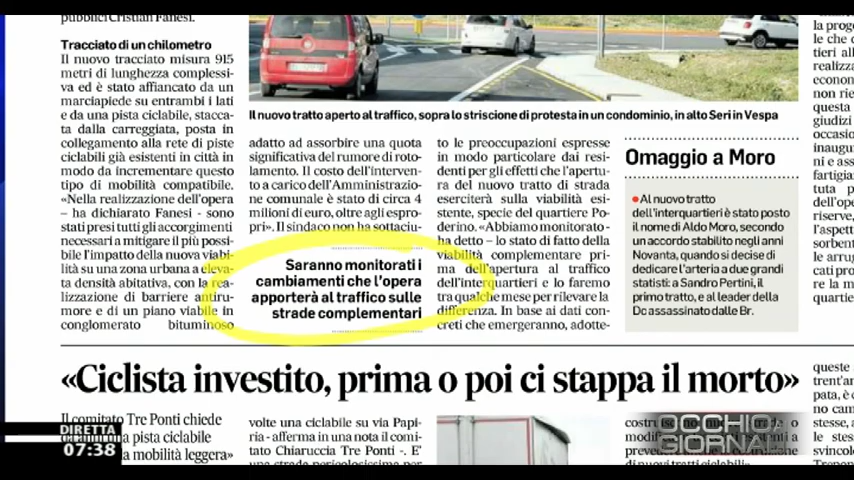 pubblici Cristian Fanesi.
Tracciato di un chilometro
Il nuovo tracciato misura 915
metri di lunghezza complessi-
va ed è stato affiancato da un
marciapiede su entrambi i lati
e da una pista ciclabile, stacca-
ta dalla carreggiata, posta in
collegamento alla rete di piste
ciclabili già esistenti in città in
modo da incrementare questo
tipo di mobilità compatibile.
«Nella realizzazione dell'opera
– ha dichiarato Fanesi - sono
stati presi tutti gli accorgimenti
necessari a mitigare il più possi-
bile l'impatto della nuova viabi-
lità su una zona urbana a eleva-
ta densità abitativa, con la rea-
lizzazione di barriere antiru-
more e di un piano viabile in
conglomerato bituminoso
Il nuovo tratto aperto al traffico, sopra lo striscione di protesta in un condominio, in alto Seri in Vespa
adatto ad assorbire una quota
significativa del rumore di roto-
lamento. Il costo dell'interven-
to a carico dell'Amministrazio-
ne comunale è stato di circa 4
milioni di euro, oltre agli espro-
pri». Il sindaco non ha sottaciu-
Saranno monitorati i
cambiamenti che l'opera
apporterà al traffico sulle
strade complementari
to le preoccupazioni espresse
in modo particolare dai resi-
denti per gli effetti che l'apertu-
ra del nuovo tratto di strada
eserciterà sulla viabilità esi-
stente, specie del quartiere Po-
derino. «Abbiamo monitorato -
ha detto – lo stato di fatto della
viabilità complementare pri-
ma dell'apertura al traffico
dell'interquartieri e lo faremo
tra qualche mese per rilevare la
differenza. In base ai dati con-
creti che emergeranno, adotte-
Omaggio a Moro
Al nuovo tratto
dell'interquartieri è stato posto
il nome di Aldo Moro, secondo
un accordo stabilito negli anni
Novanta, quando si decise di
dedicare l'arteria a due grandi
statisti: a Sandro Pertini, il
primo tratto, e al leader della
Dc assassinato dalle Br.
«Ciclista investito, prima o poi ci stappa il morto»
Il comitato Tre Ponti chiede
una pista ciclabile
mobilità leggera»
volte una ciclabile su via Papi-
ria - afferma in una nota il comi-
tato Chiaruccia Tre Ponti -. E'
una strada pericolosissima per
DIRETTA
07:38
OCCHIO
GIORNA